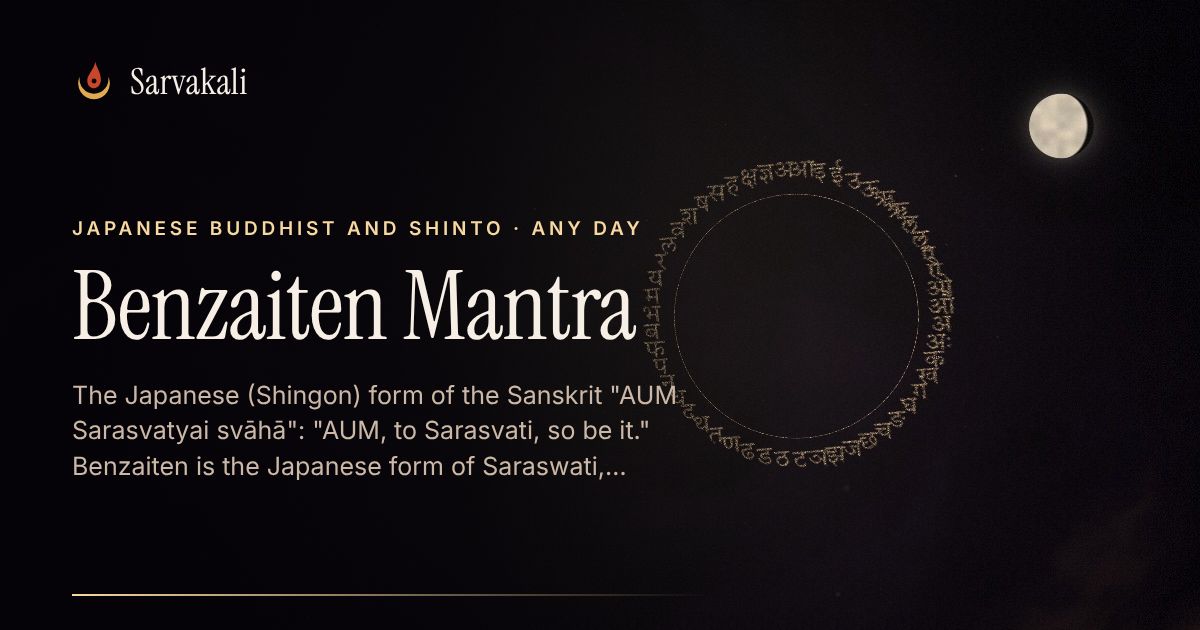 Sarvakali
JAPANESE BUDDHIST AND SHINTO · ANY DAY
Benzaiten Mantra
The Japanese (Shingon) form of the Sanskrit "AUM
Sarasvatyai svāhā": "AUM, to Sarasvati, so be it."
Benzaiten is the Japanese form of Saraswati,...